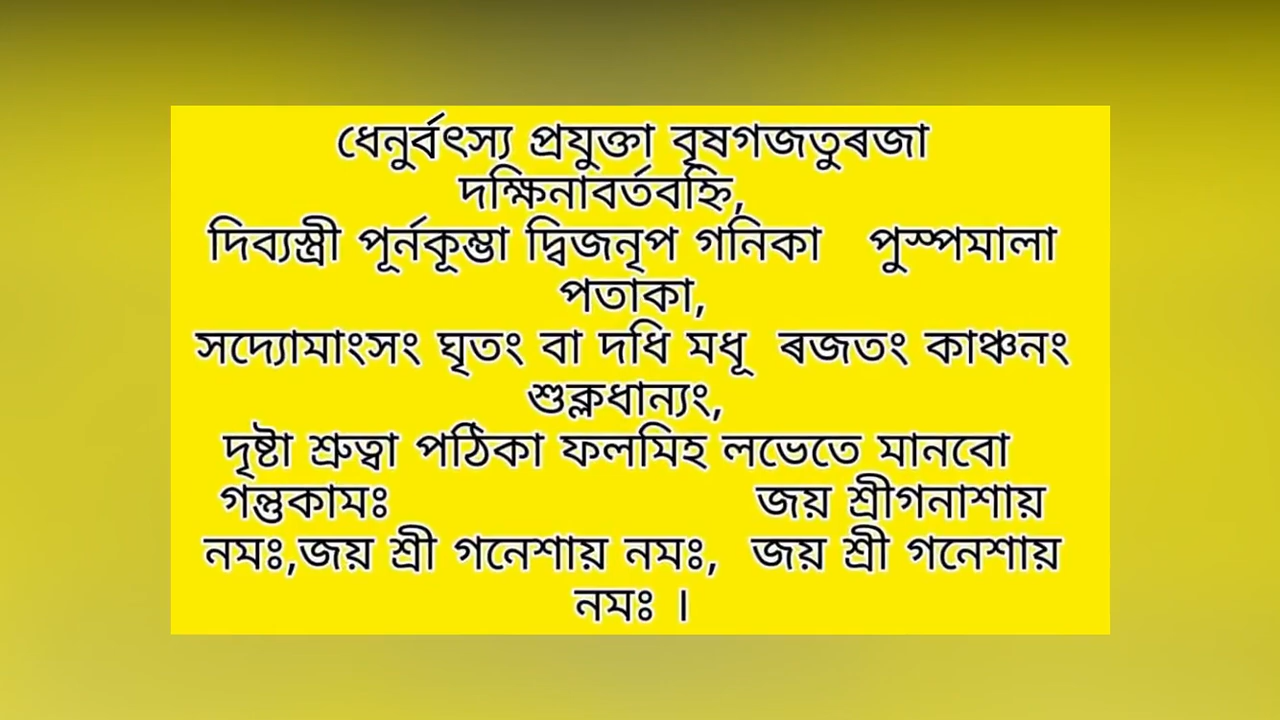 ধেনুৰ্বৎস্য প্রযুক্তা বৃষগজতুৰজা
দক্ষিনাবৰ্তবহ্নি,
দিব্যস্ত্রী পূৰ্নকূম্ভা দ্বিজনৃপ গনিকা পুস্পমালা
পতাকা,
সদ্যোমাংসং ঘৃতং বা দধি মধূ ৰজতং কাঞ্চনং
শুক্লধান্যং,
দৃষ্টা শ্রুত্বা পঠিকা ফলমিহ লভেতে মানবো
গন্তুকামঃ জয় শ্রীগনাশায়
নমঃ,জয় শ্রী গনেশায় নমঃ, জয় শ্রী গনেশায়
নমঃ ।